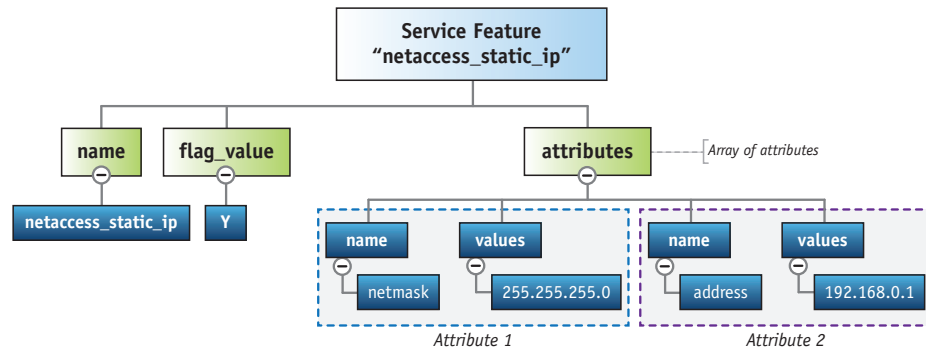 Service Feature
“netaccess_static_ip”
name
flag_value
attributes
Array of attributes
netaccess_static_ip
Y
name
values
name
values
netmask
255.255.255.0
address
192.168.0.1
Attribute 1
Attribute 2